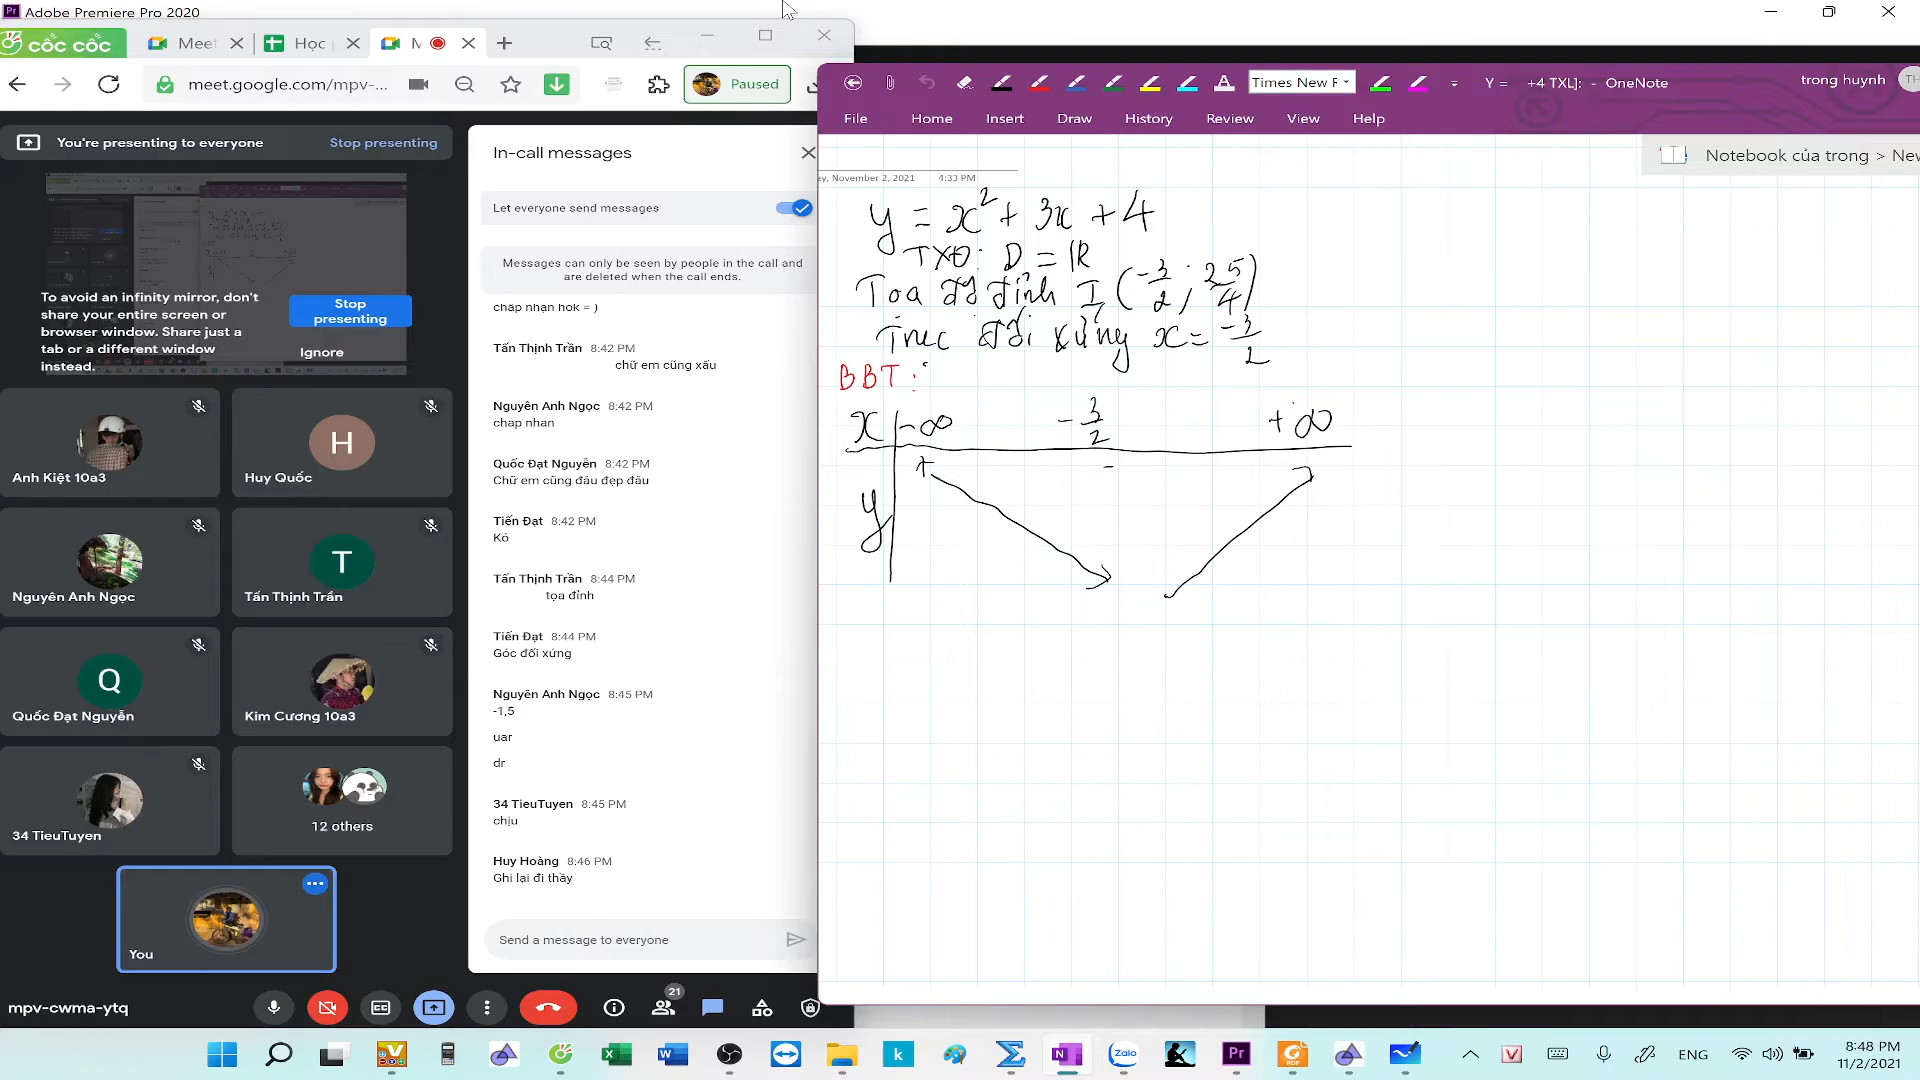 Adobe Premiere Pro 2020
cốc cốc
Meet
Học
M
meet.google.com/mpv-...
Paused
You're presenting to everyone
Stop presenting
To avoid an infinity mirror, don't share your entire screen or browser window. Share just a tab or a different window instead.
Stop presenting
Ignore
Anh Kiệt 10a3
H
Huy Quốc
Nguyên Anh Ngọc
T
Tấn Thịnh Trần
Q
Quốc Đạt Nguyễn
Kim Cương 10a3
34 TieuTuyen
12 others
You
mpv-cwma-ytq
21
In-call messages
Let everyone send messages
Messages can only be seen by people in the call and are deleted when the call ends.
chấp nhận hok = )
Tấn Thịnh Trần 8:42 PM
chữ em cũng xấu
Nguyên Anh Ngọc 8:42 PM
chap nhan
Quốc Đạt Nguyễn 8:42 PM
Chữ em cũng đâu đẹp đâu
Tiến Đạt 8:42 PM
Kó
Tấn Thịnh Trần 8:44 PM
tọa đỉnh
Tiến Đạt 8:44 PM
Góc đối xứng
Nguyên Anh Ngọc 8:45 PM
-1,5
uar
dr
34 TieuTuyen 8:45 PM
chịu
Huy Hoàng 8:46 PM
Ghi lại đi thầy
Send a message to everyone
Times New R
Y = +4 TXL]: - OneNote
trong huynh
TH
File Home Insert Draw History Review View Help
Notebook của trong > New
ay, November 2, 2021 4:33 PM
y = x² + 3x + 4
TXĐ: D = ℝ
Tọa độ đỉnh I (-3/2; 25/4)
Trục đối xứng x = -3/2
BBT:
x -∞ -3/2 +∞
+ -
y
Zalo
ENG
8:48 PM
11/2/2021